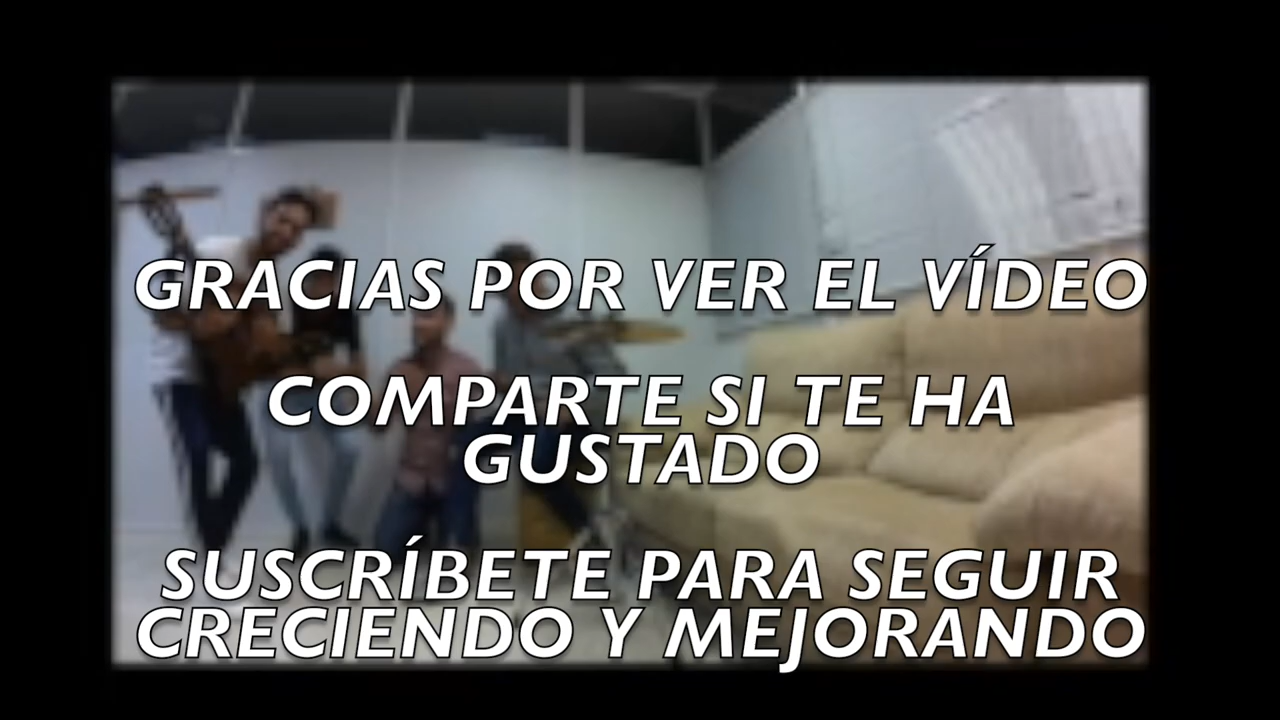 GRACIAS POR VER EL VÍDEO
COMPARTE SI TE HA
GUSTADO
SUSCRÍBETE PARA SEGUIR
CRECIENDO Y MEJORANDO